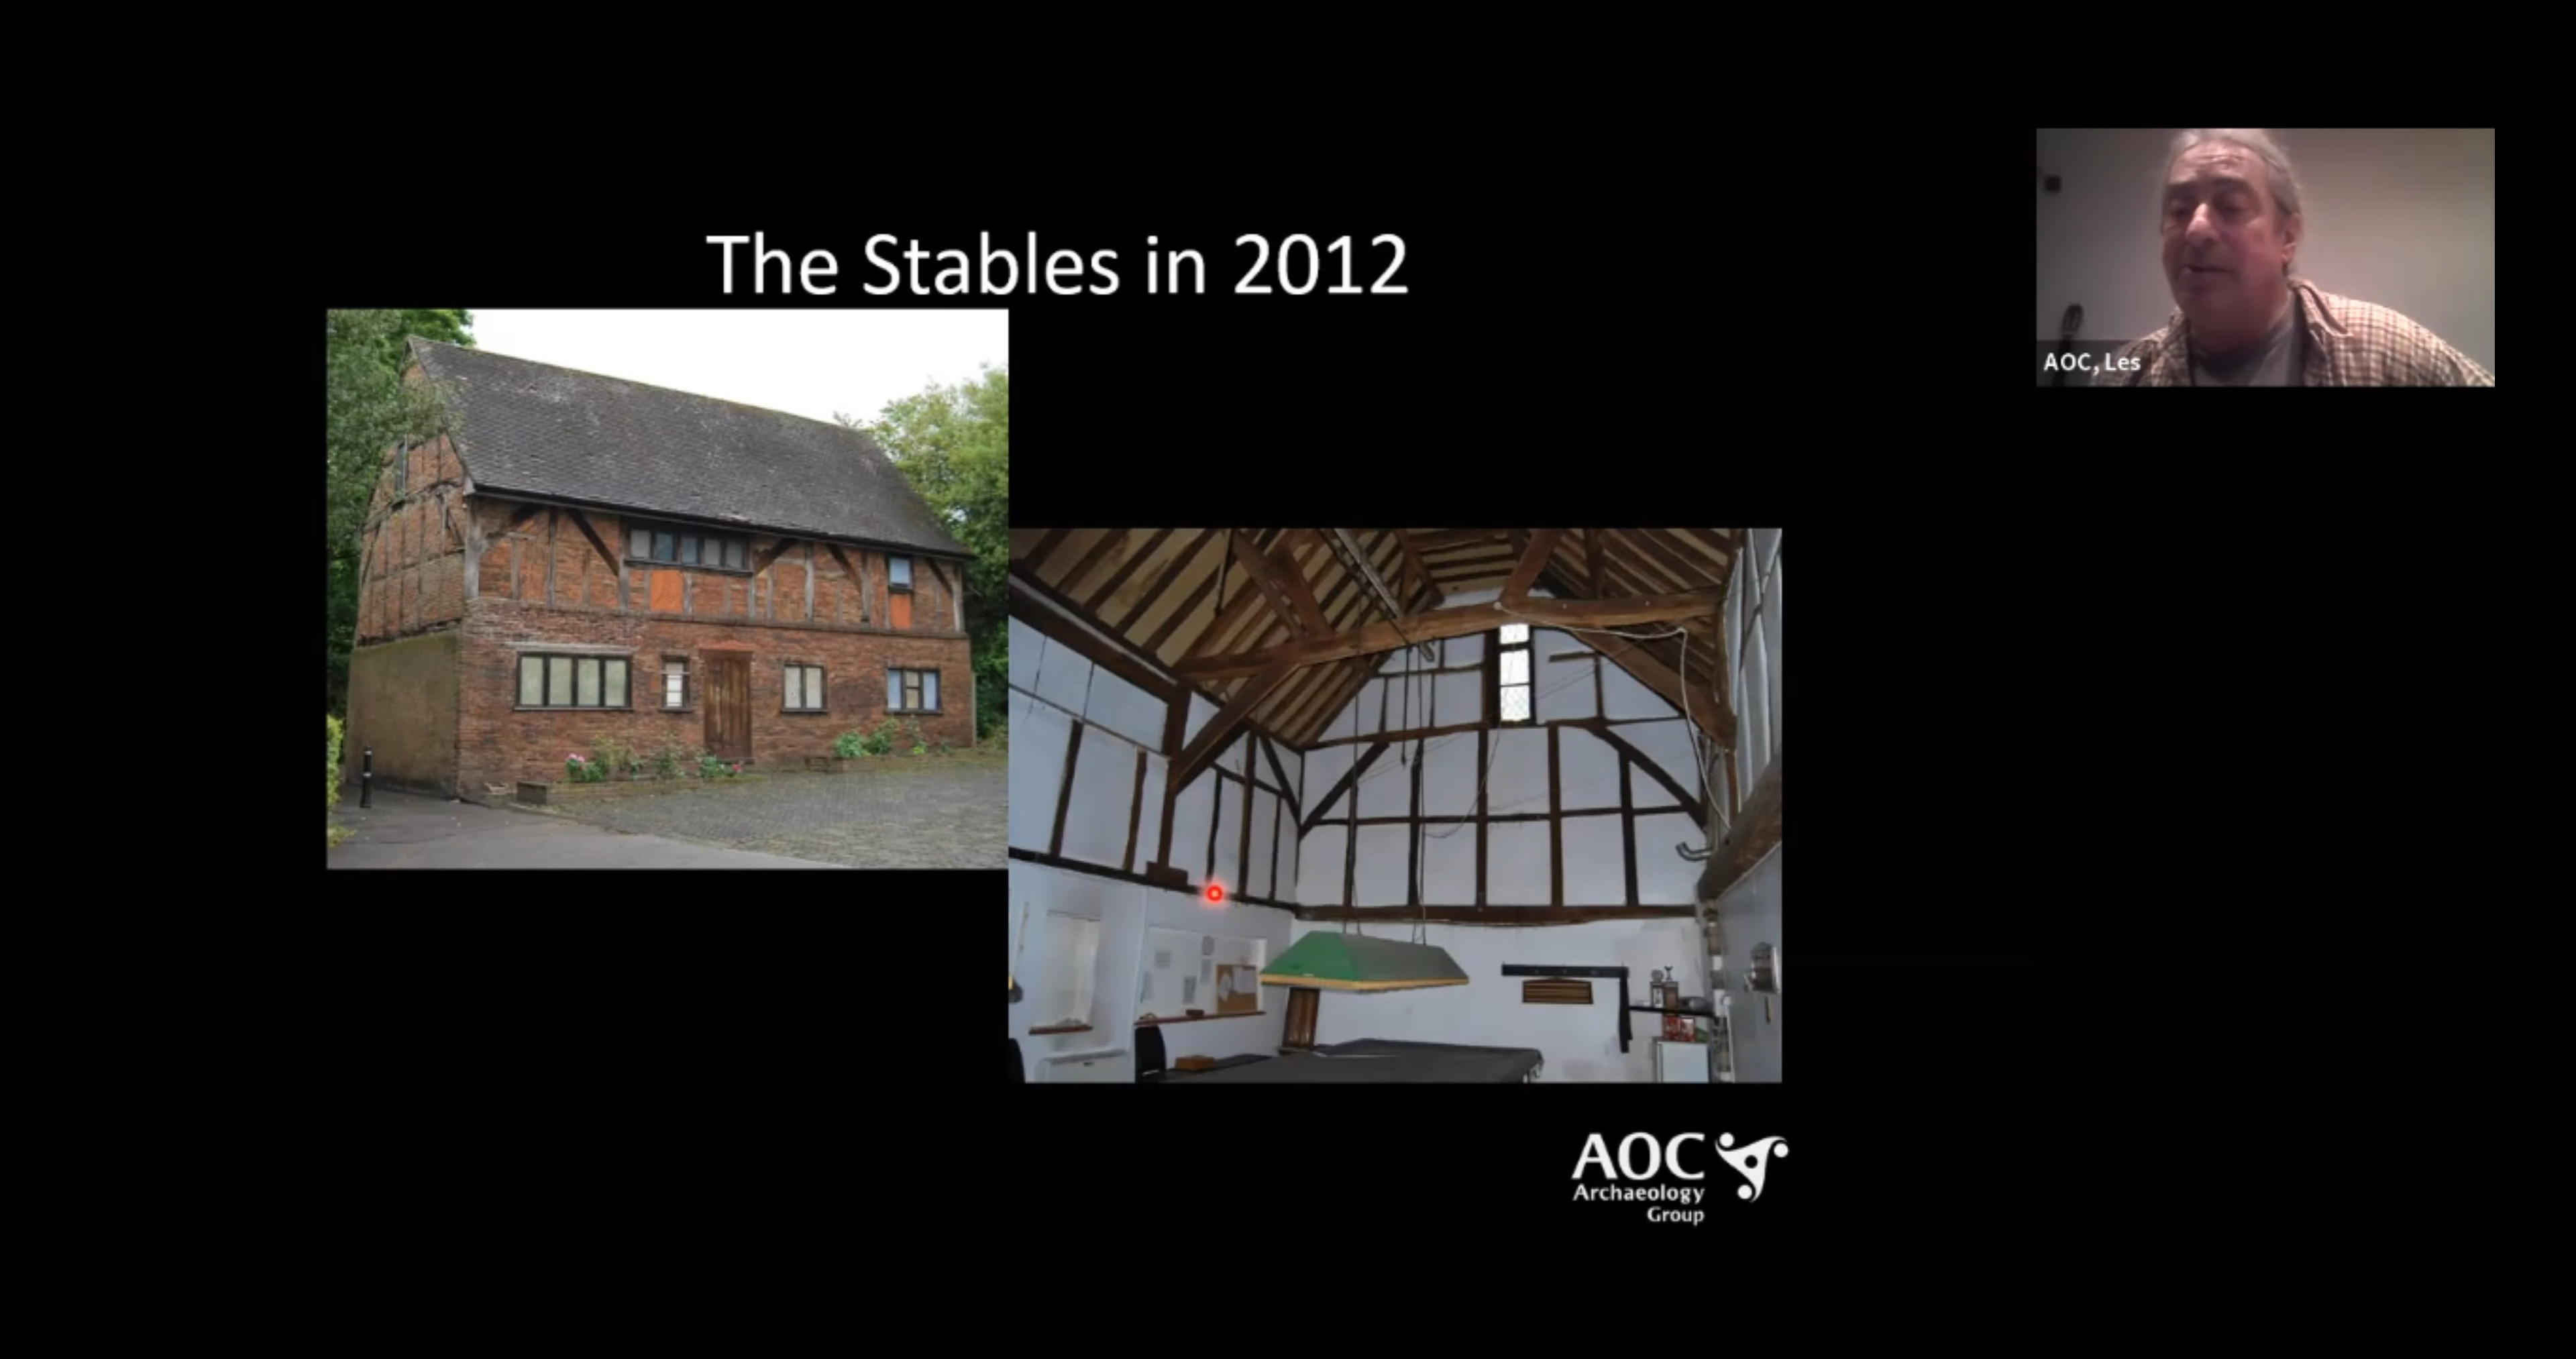 The Stables in 2012
AOC, Les
AOC
Archaeology
Group